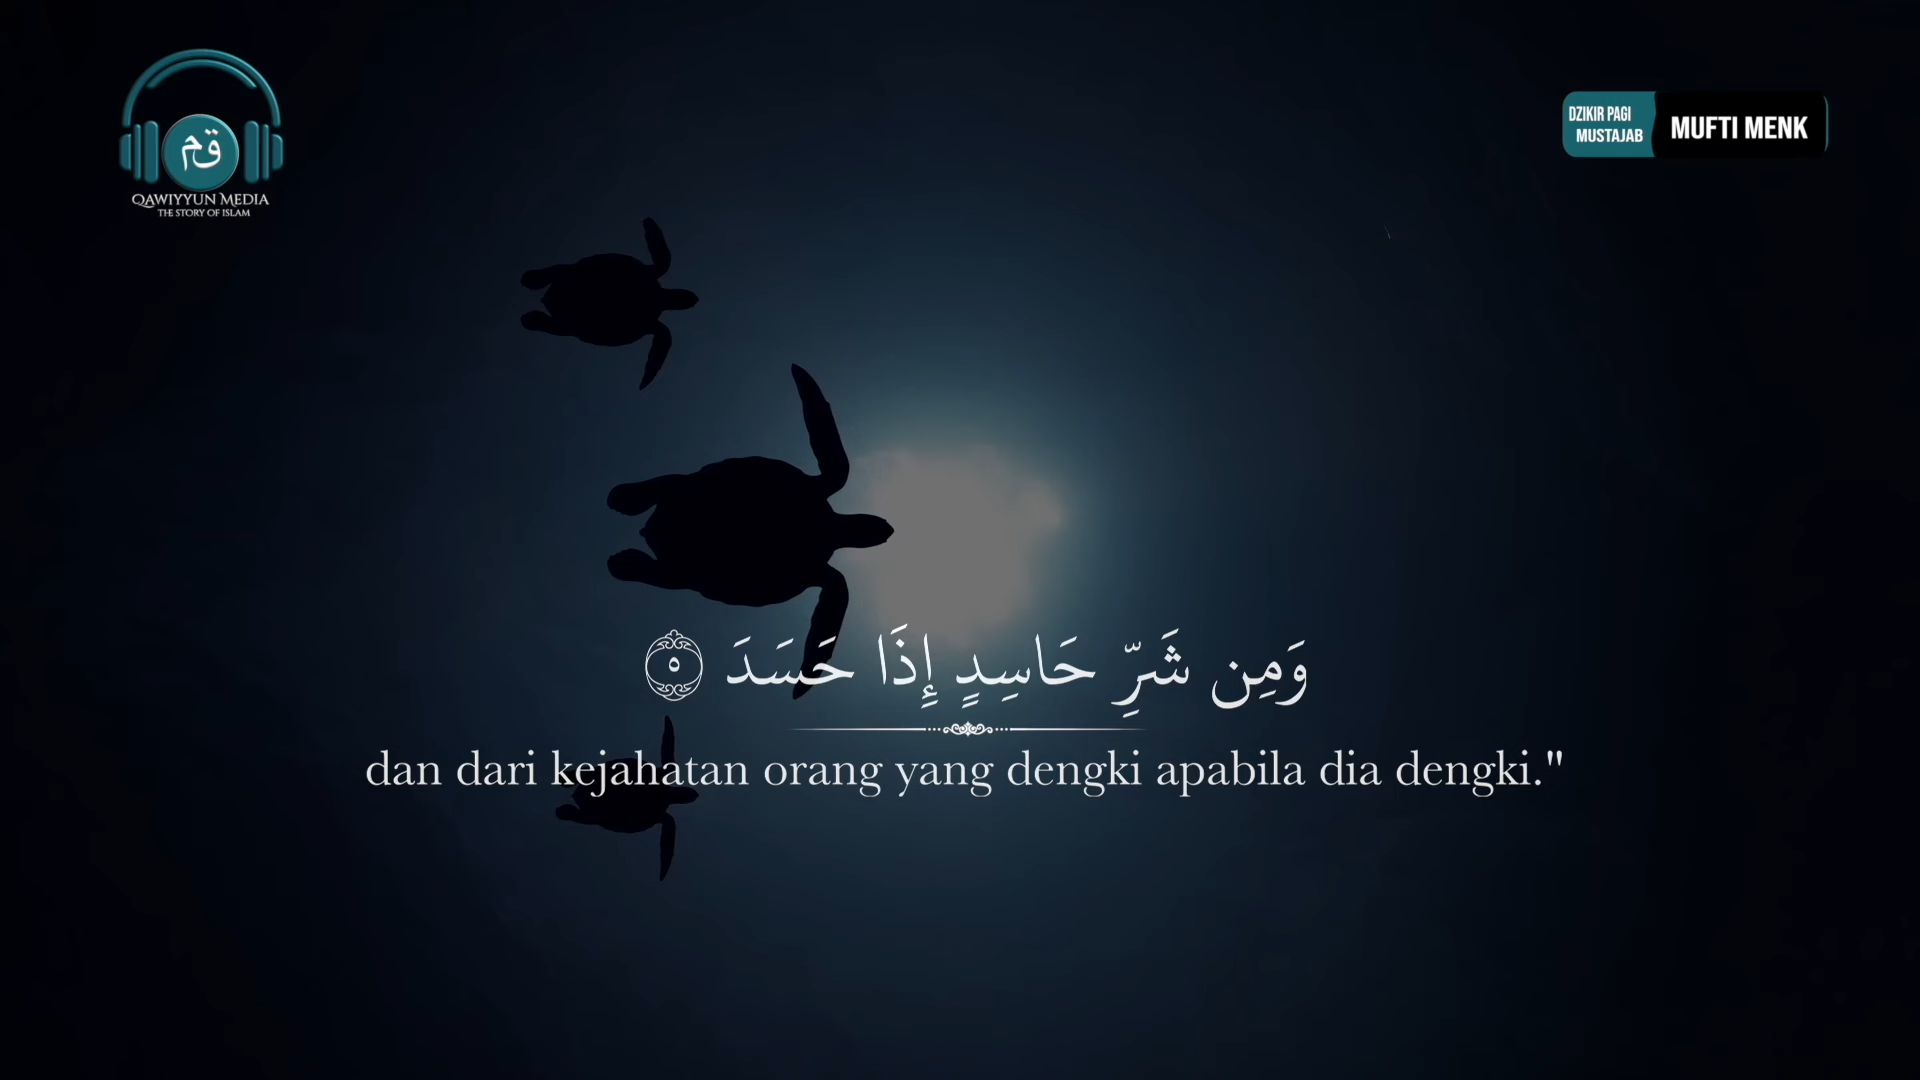 قـم
QAWIYYUN MEDIA
THE STORY OF ISLAM
DZIKIR PAGI
MUSTAJAB
MUFTI MENK
وَمِن شَرِّ حَاسِدٍ إِذَا حَسَدَ ٥
dan dari kejahatan orang yang dengki apabila dia dengki."